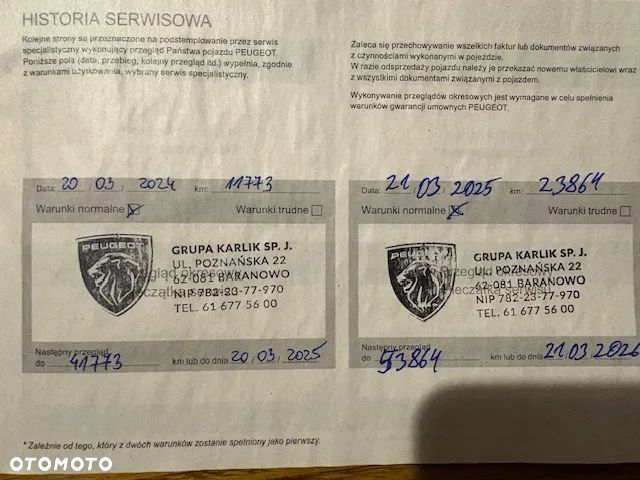 HISTORIA SERWISOWA
Kolejne strony są przeznaczone na podstemplowanie przez serwis
specjalistyczny wykonujący przegląd Państwa pojazdu PEUGEOT.
Poniższe pola (data, przebieg, kolejny przegląd itd.) wypełnia, zgodnie
z warunkami użytkowania, wybrany serwis specjalistyczny.
Zaleca się przechowywanie wszelkich faktur lub dokumentów związanych
z czynnościami wykonanymi w pojeździe.
W razie odsprzedaży pojazdu należy je przekazać nowemu właścicielowi wraz
z wszystkimi dokumentami związanymi z pojazdem.
Wykonywanie przeglądów okresowych jest wymagane w celu spełnienia
warunków gwarancji umownych PEUGEOT.
Data: 20 / 03 / 2024 km: 11773
Warunki normalne Warunki trudne
PEUGEOT
GRUPA KARLIK SP. J.
UL. POZNAŃSKA 22
62-081 BARANOWO
NIP 782-23-77-970
TEL. 61 677 56 00
Następny przegląd
do 41773 km lub do dnia 20/03/2025
Data: 21 / 03 / 2025 km: 23864
Warunki normalne Warunki trudne
PEUGEOT
GRUPA KARLIK SP. J.
UL. POZNAŃSKA 22
62-081 BARANOWO
NIP 782-23-77-970
TEL. 61 677 56 00
Następny przegląd
do 53864 km lub do dnia 21.03.2026
* Zależnie od tego, który z dwóch warunków zostanie spełniony jako pierwszy.
OTOMOTO